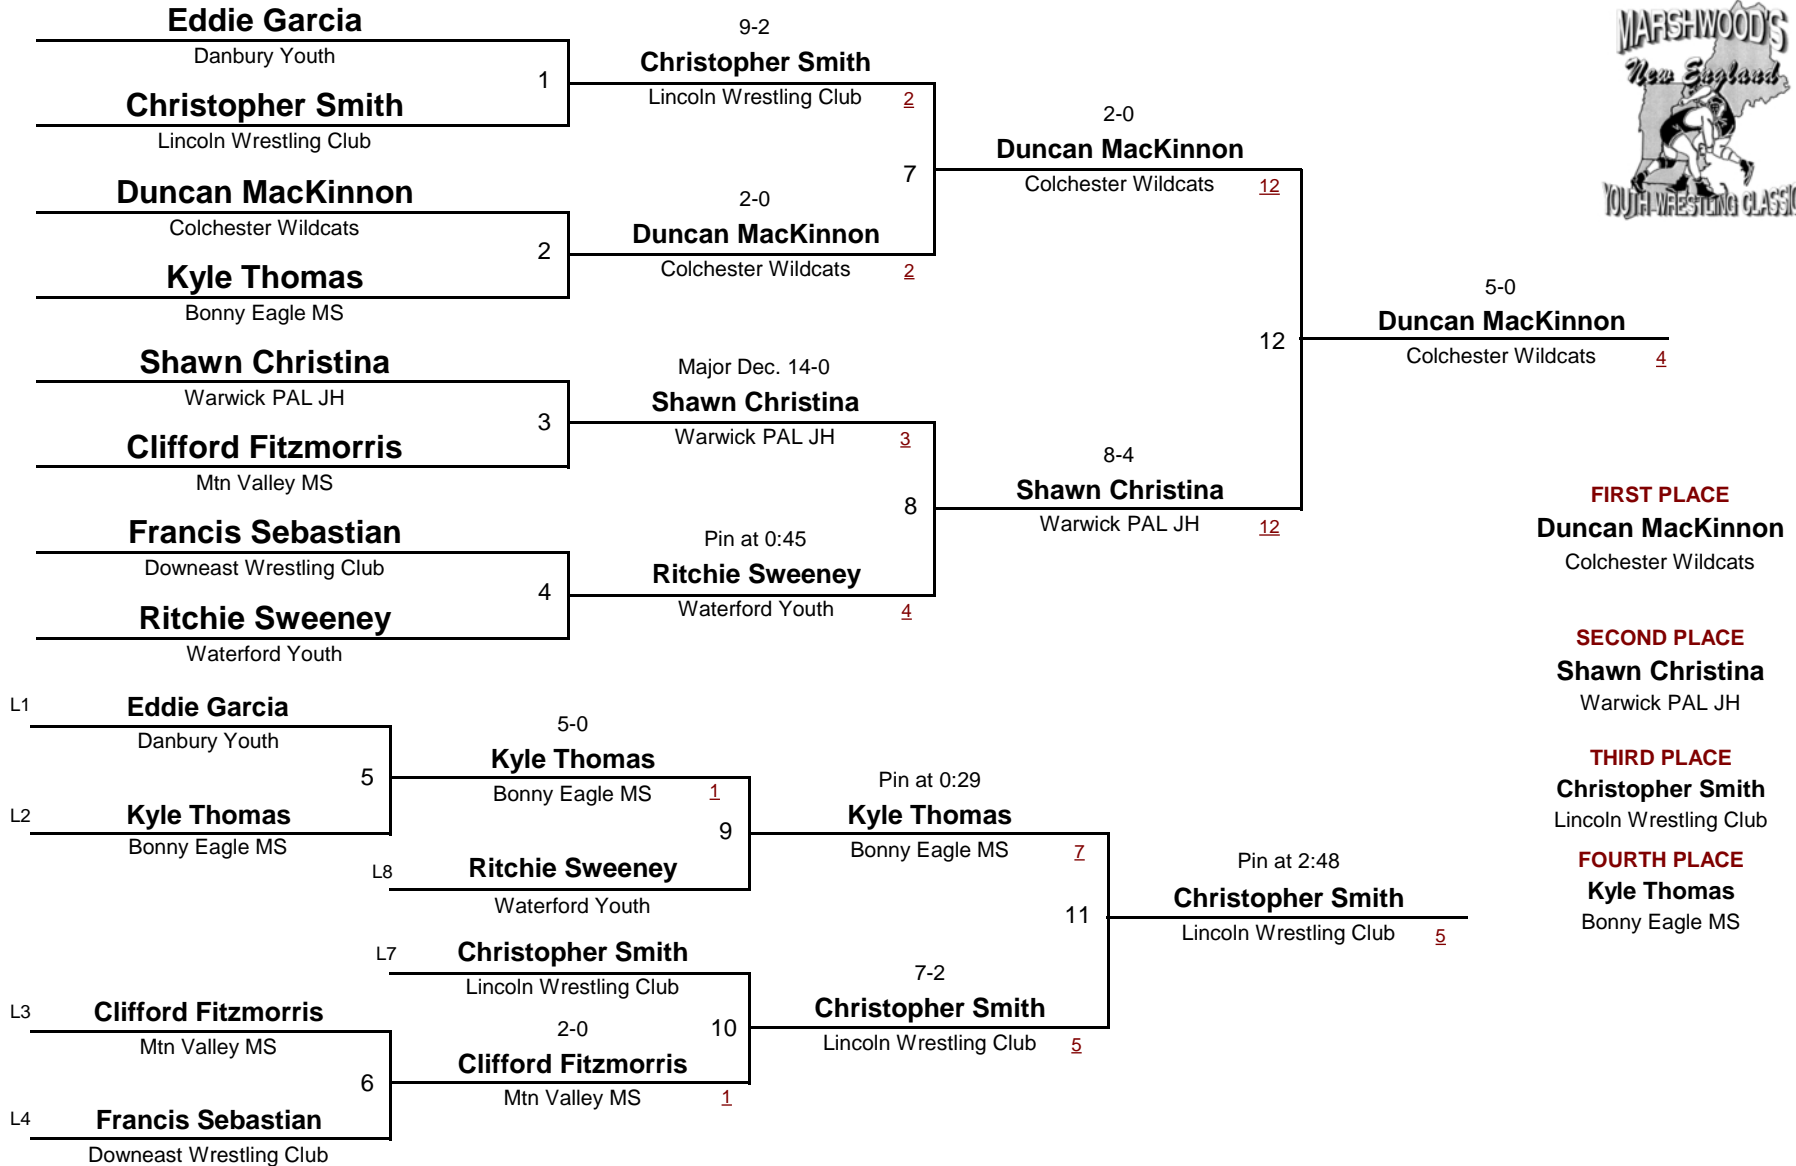 Eddie Garcia
Danbury Youth
1
Christopher Smith
Lincoln Wrestling Club
Duncan MacKinnon
Colchester Wildcats
2
Kyle Thomas
Bonny Eagle MS
Shawn Christina
Warwick PAL JH
3
Clifford Fitzmorris
Mtn Valley MS
Francis Sebastian
Downeast Wrestling Club
4
Ritchie Sweeney
Waterford Youth
9-2
Christopher Smith
Lincoln Wrestling Club 2
7
2-0
Duncan MacKinnon
Colchester Wildcats 2
Major Dec. 14-0
Shawn Christina
Warwick PAL JH 3
8
Pin at 0:45
Ritchie Sweeney
Waterford Youth 4
2-0
Duncan MacKinnon
Colchester Wildcats 12
12
8-4
Shawn Christina
Warwick PAL JH 12
5-0
Duncan MacKinnon
Colchester Wildcats 4
MARSHWOOD'S
New England
YOUTH WRESTLING CLASSIC
FIRST PLACE
Duncan MacKinnon
Colchester Wildcats
SECOND PLACE
Shawn Christina
Warwick PAL JH
THIRD PLACE
Christopher Smith
Lincoln Wrestling Club
FOURTH PLACE
Kyle Thomas
Bonny Eagle MS
L1 Eddie Garcia
Danbury Youth
5
L2 Kyle Thomas
Bonny Eagle MS
5-0
Kyle Thomas
Bonny Eagle MS 1
9
L8 Ritchie Sweeney
Waterford Youth
L7 Christopher Smith
Lincoln Wrestling Club
10
2-0
Clifford Fitzmorris
Mtn Valley MS 1
L3 Clifford Fitzmorris
Mtn Valley MS
6
L4 Francis Sebastian
Downeast Wrestling Club
Pin at 0:29
Kyle Thomas
Bonny Eagle MS 7
11
7-2
Christopher Smith
Lincoln Wrestling Club 5
Pin at 2:48
Christopher Smith
Lincoln Wrestling Club 5